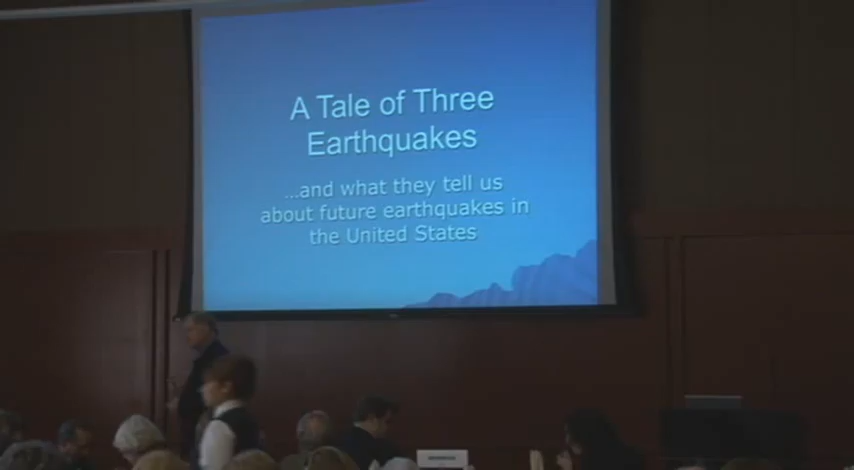 A Tale of Three
Earthquakes
...and what they tell us
about future earthquakes in
the United States